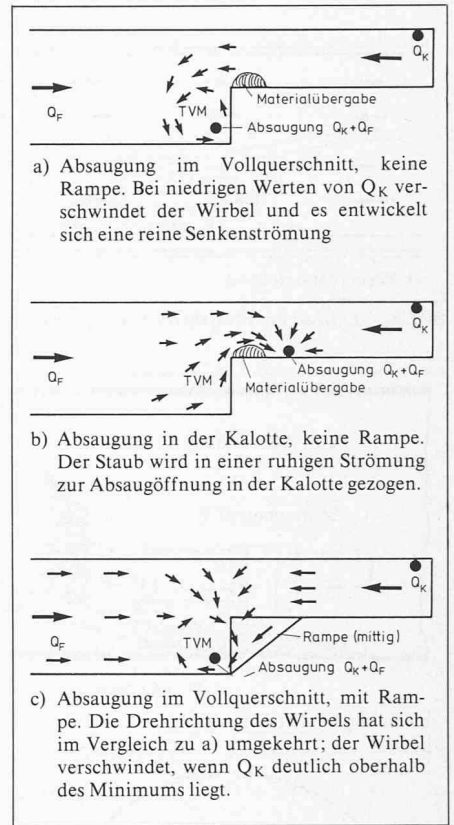 Q_K
Materialübergabe
Q_F
TVM
Absaugung Q_K+Q_F
a) Absaugung im Vollquerschnitt, keine
Rampe. Bei niedrigen Werten von Q_K ver-
schwindet der Wirbel und es entwickelt
sich eine reine Senkenströmung
Q_K
Q_F
TVM
Absaugung Q_K+Q_F
Materialübergabe
b) Absaugung in der Kalotte, keine Rampe.
Der Staub wird in einer ruhigen Strömung
zur Absaugöffnung in der Kalotte gezogen.
Q_K
Q_F
TVM
Rampe (mittig)
Absaugung Q_K+Q_F
c) Absaugung im Vollquerschnitt, mit Ram-
pe. Die Drehrichtung des Wirbels hat sich
im Vergleich zu a) umgekehrt; der Wirbel
verschwindet, wenn Q_K deutlich oberhalb
des Minimums liegt.